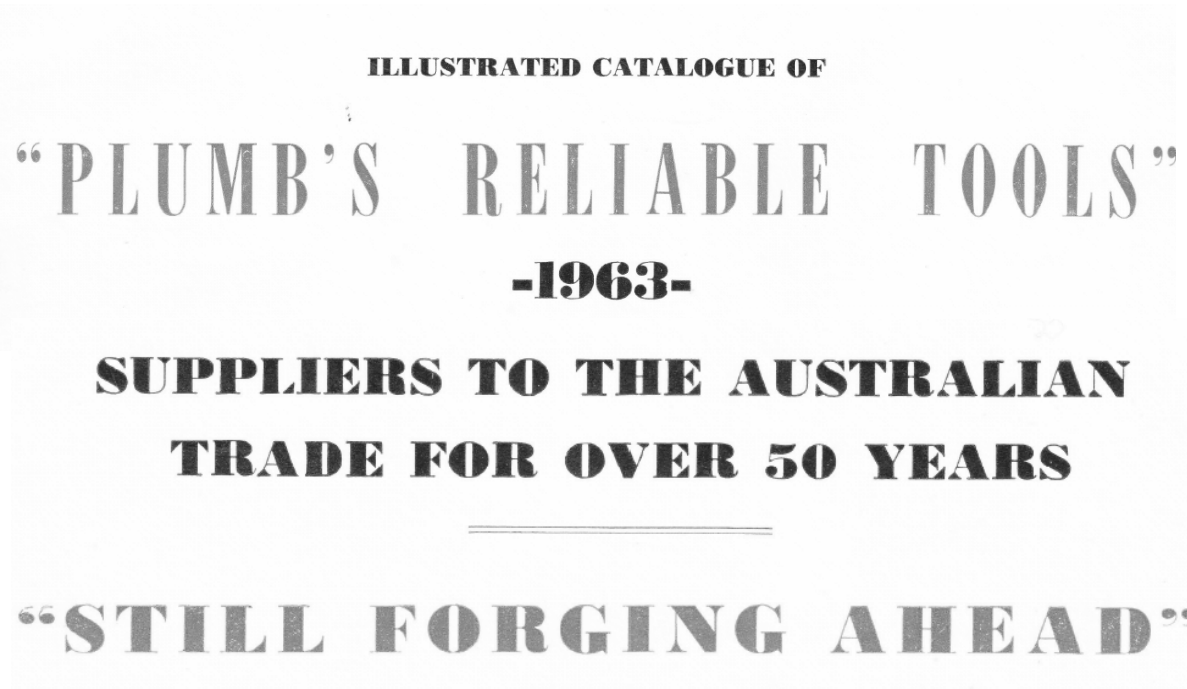 ILLUSTRATED CATALOGUE OF
“PLUMB’S RELIABLE TOOLS”
-1963-
SUPPLIERS TO THE AUSTRALIAN
TRADE FOR OVER 50 YEARS
“STILL FORGING AHEAD”